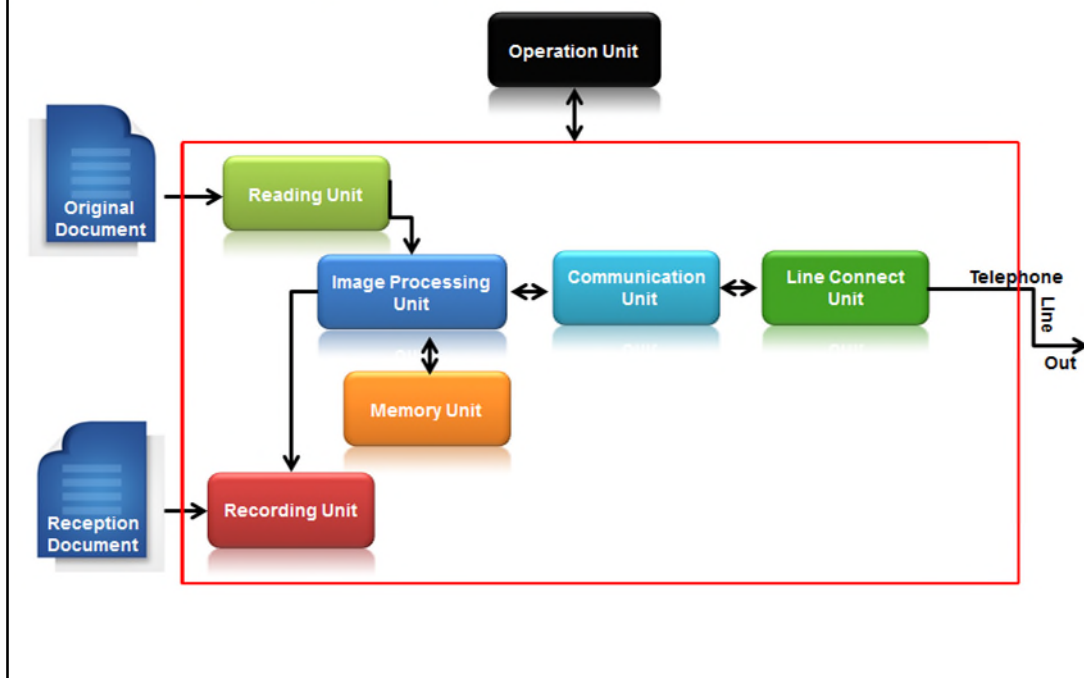 Operation Unit
Original
Document
Reading Unit
Image Processing
Unit
Communication
Unit
Line Connect
Unit
Telephone
Line
Out
Memory Unit
Recording Unit
Reception
Document